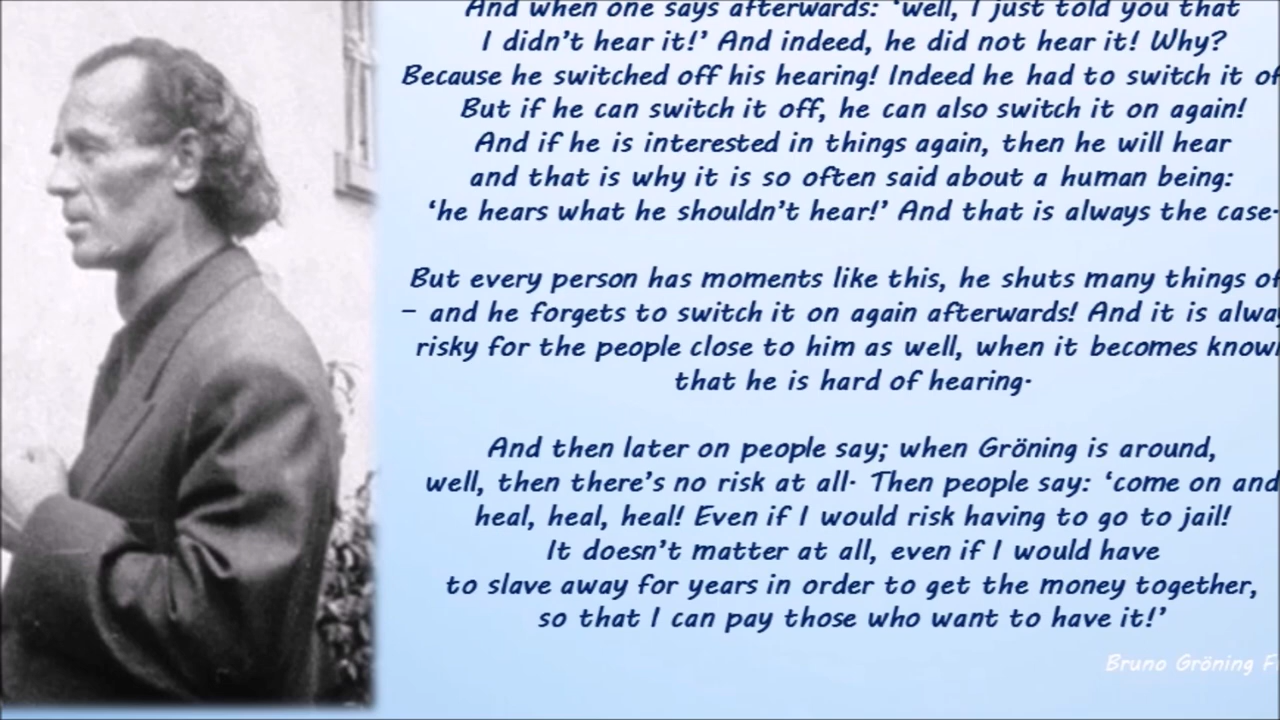 And when one says afterwards: ‘well, I just told you that
I didn’t hear it!’ And indeed, he did not hear it! Why?
Because he switched off his hearing! Indeed he had to switch it of
But if he can switch it off, he can also switch it on again!
And if he is interested in things again, then he will hear
and that is why it is so often said about a human being:
‘he hears what he shouldn’t hear!’ And that is always the case·
But every person has moments like this, he shuts many things of
– and he forgets to switch it on again afterwards! And it is alwa
risky for the people close to him as well, when it becomes know
that he is hard of hearing·
And then later on people say; when Gröning is around,
well, then there’s no risk at all· Then people say: ‘come on and
heal, heal, heal! Even if I would risk having to go to jail!
It doesn’t matter at all, even if I would have
to slave away for years in order to get the money together,
so that I can pay those who want to have it!’
Bruno Gröning F